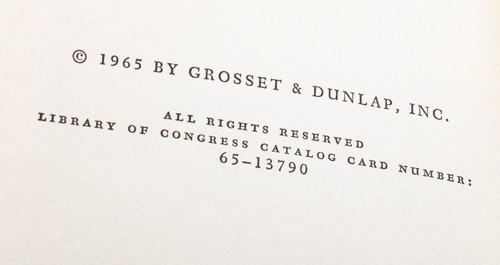 © 1965 BY GROSSET & DUNLAP, INC.
ALL RIGHTS RESERVED
LIBRARY OF CONGRESS CATALOG CARD NUMBER:
65-13790